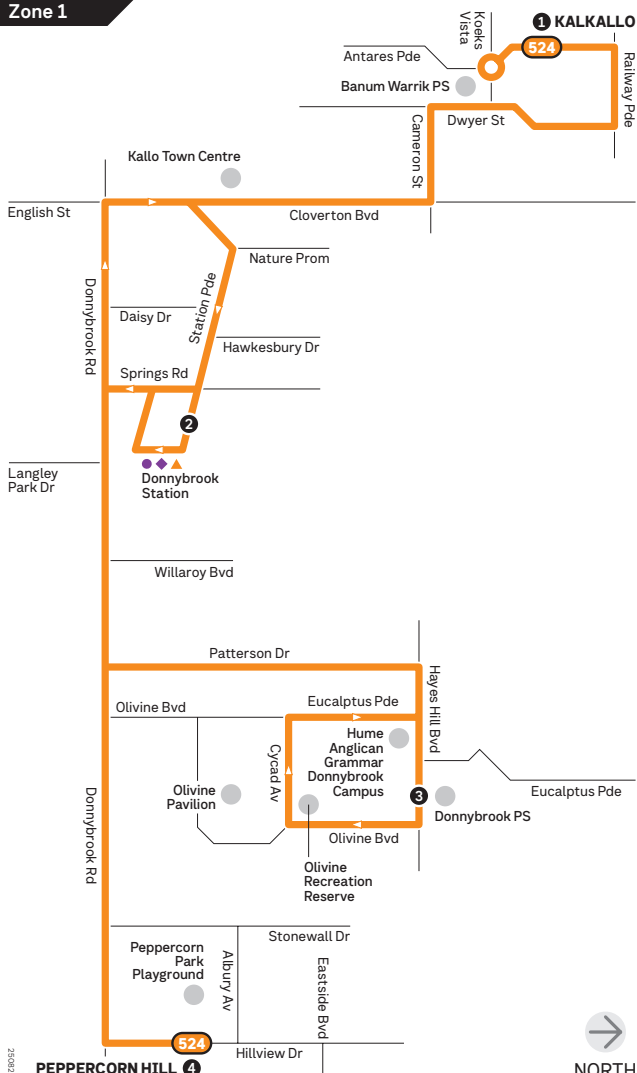 Zone 1
Koeks
Vista
1 KALKALLO
524
Antares Pde
Railway Pde
Banum Warrik PS
Cameron St
Dwyer St
Kallo Town Centre
English St
Cloverton Bvd
Nature Prom
Station Pde
Donnybrook Rd
Daisy Dr
Hawkesbury Dr
Springs Rd
2
Langley
Park Dr
Donnybrook
Station
Willaroy Bvd
Patterson Dr
Hayes Hill Bvd
Olivine Bvd
Eucalptus Pde
Hume
Anglican
Grammar
Donnybrook
Campus
Cycad Av
Olivine
Pavilion
3
Eucalptus Pde
Donnybrook PS
Donnybrook Rd
Olivine Bvd
Olivine
Recreation
Reserve
Stonewall Dr
Peppercorn
Park
Playground
Albury Av
Eastside Bvd
524
Hillview Dr
PEPPERCORN HILL 4
NORTH
25082